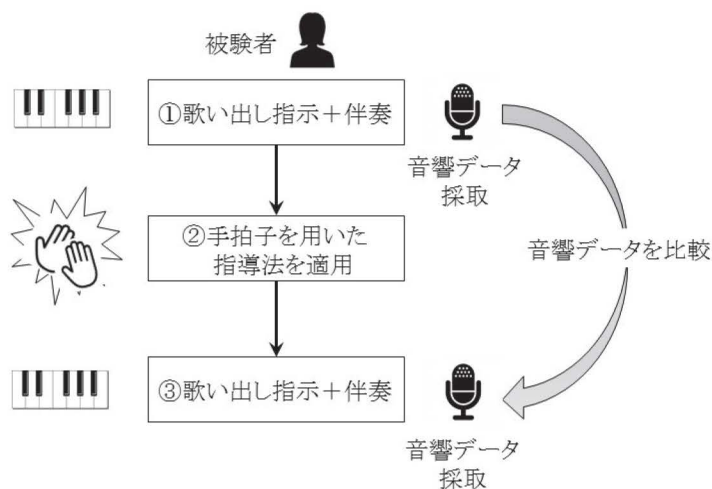 被験者
①歌い出し指示＋伴奏
音響データ
採取
②手拍子を用いた
指導法を適用
音響データを比較
③歌い出し指示＋伴奏
音響データ
採取